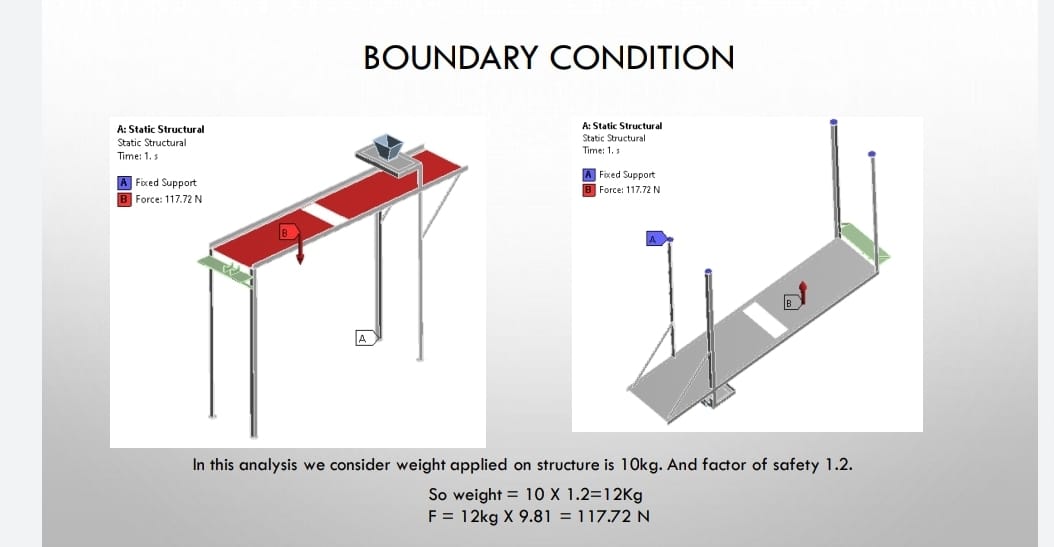 BOUNDARY CONDITION
A: Static Structural
Static Structural
Time: 1. s
A Fixed Support
B Force: 117.72 N
B
A
A: Static Structural
Static Structural
Time: 1. s
A Fixed Support
B Force: 117.72 N
A
B
In this analysis we consider weight applied on structure is 10kg. And factor of safety 1.2.
So weight = 10 X 1.2=12Kg
F = 12kg X 9.81 = 117.72 N